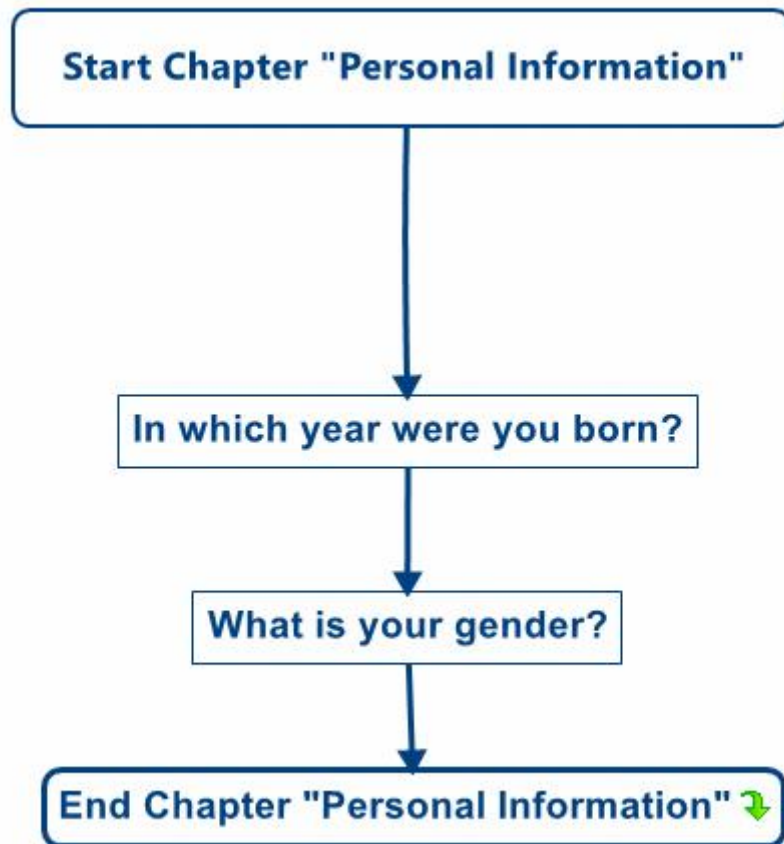 Start Chapter "Personal Information"
In which year were you born?
What is your gender?
End Chapter "Personal Information"